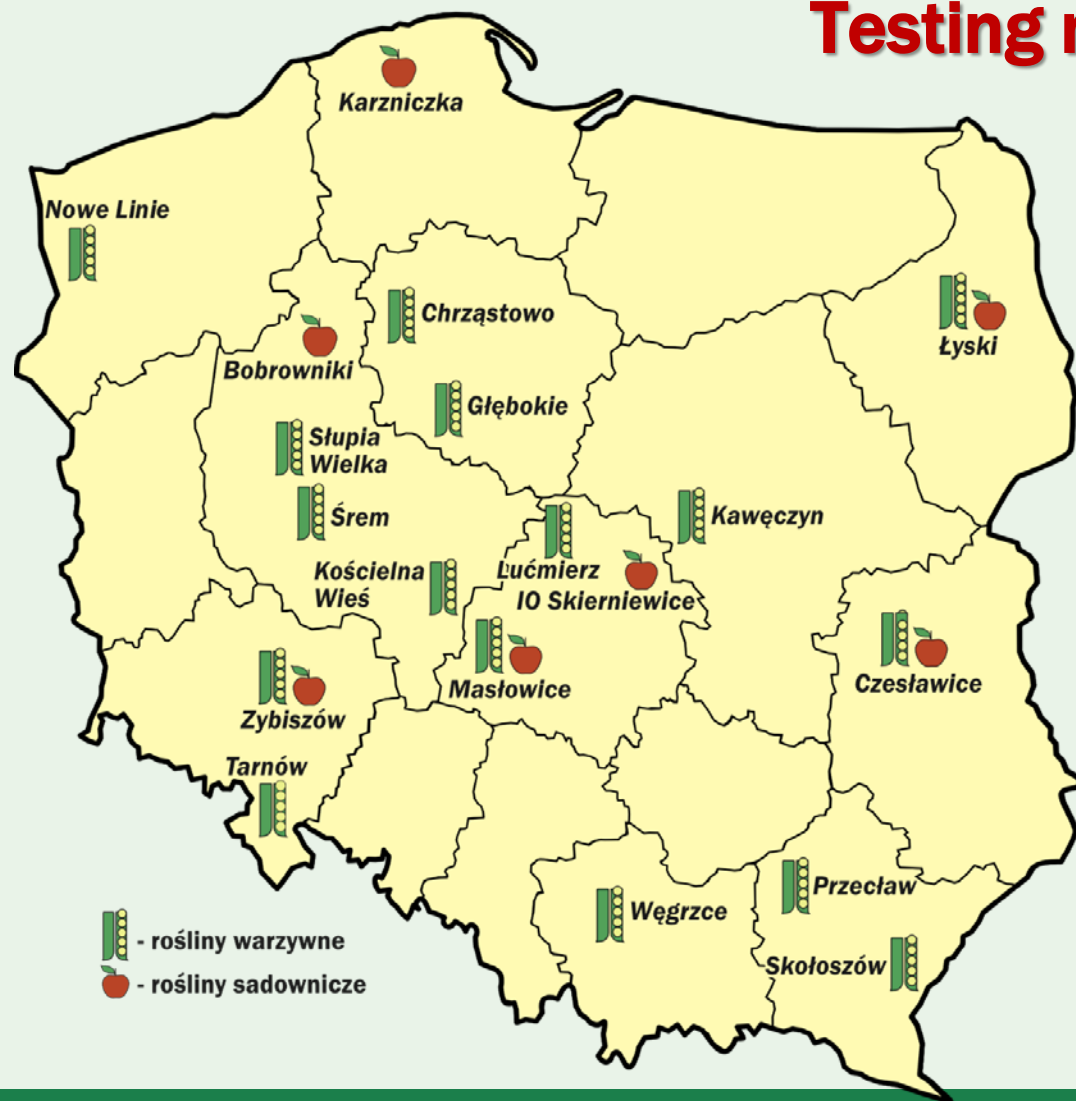 Testing
Karzniczka
Nowe Linie
Chrząstowo
Łyski
Bobrowniki
Głębokie
Słupia
Wielka
Śrem
Kawęczyn
Kościelna
Wieś
Lućmierz
IO Skierniewice
Masłowice
Czesławice
Zybiszów
Tarnów
Przecław
Węgrzce
Skołoszów
- rośliny warzywne
- rośliny sadownicze